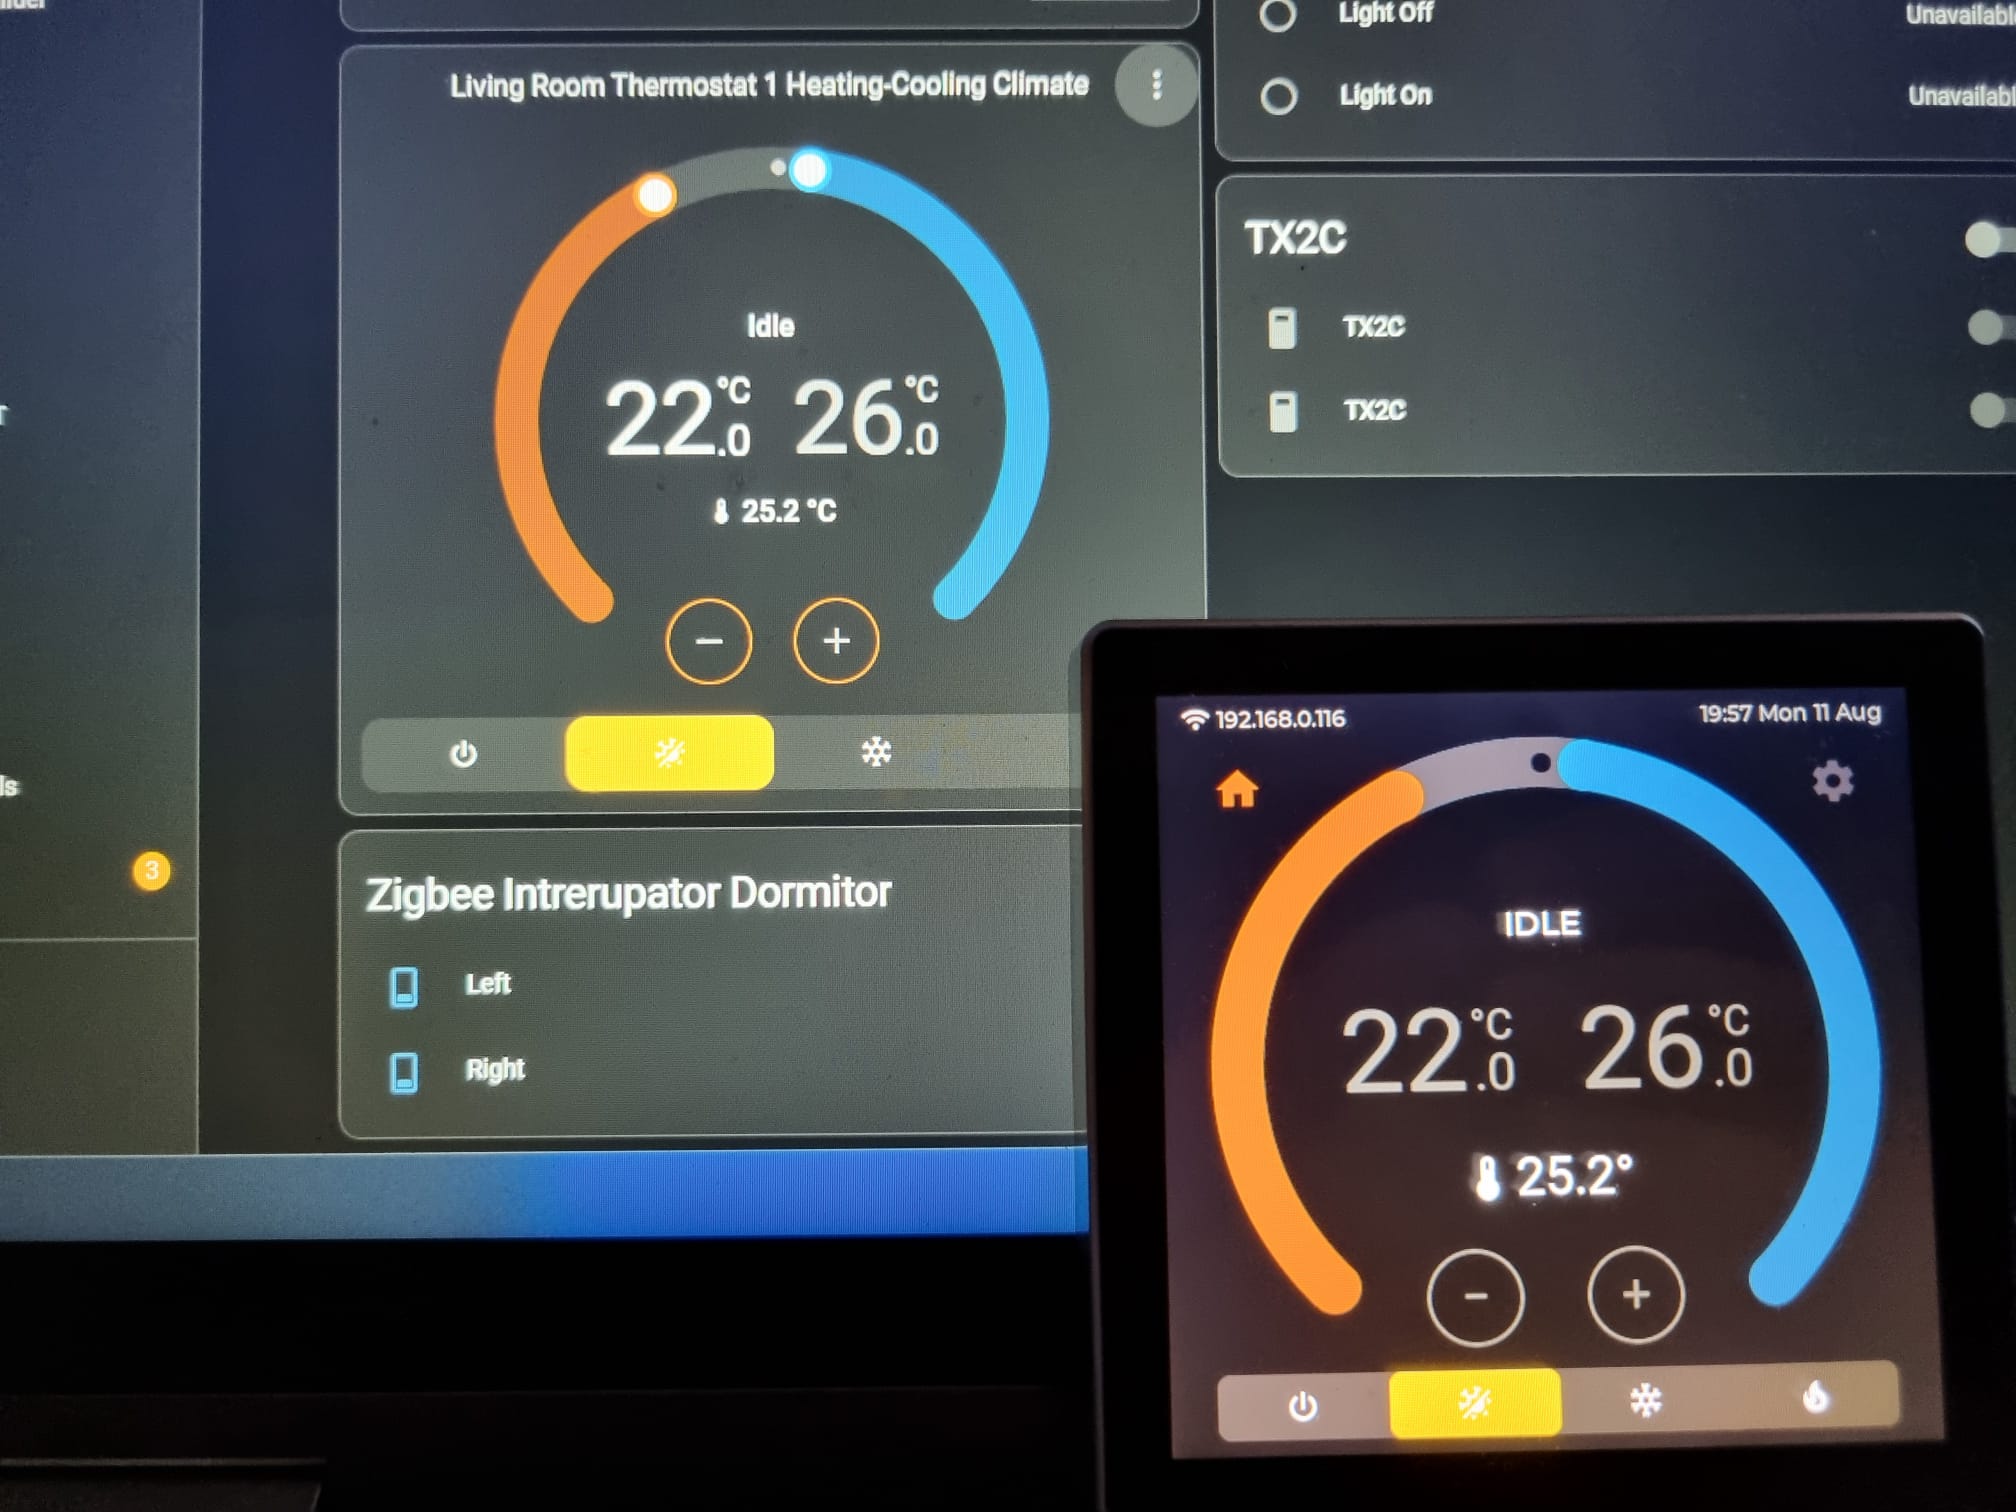 Light Off
Unavailabl
Light On
Unavailabl
Living Room Thermostat 1 Heating-Cooling Climate
Idle
22.0 °C 26.0 °C
25.2 °C
− +
TX2C
TX2C
TX2C
3
Zigbee Intrerupator Dormitor
Left
Right
192.168.0.116
19:57 Mon 11 Aug
IDLE
22.0 °C 26.0 °C
25.2°
− +